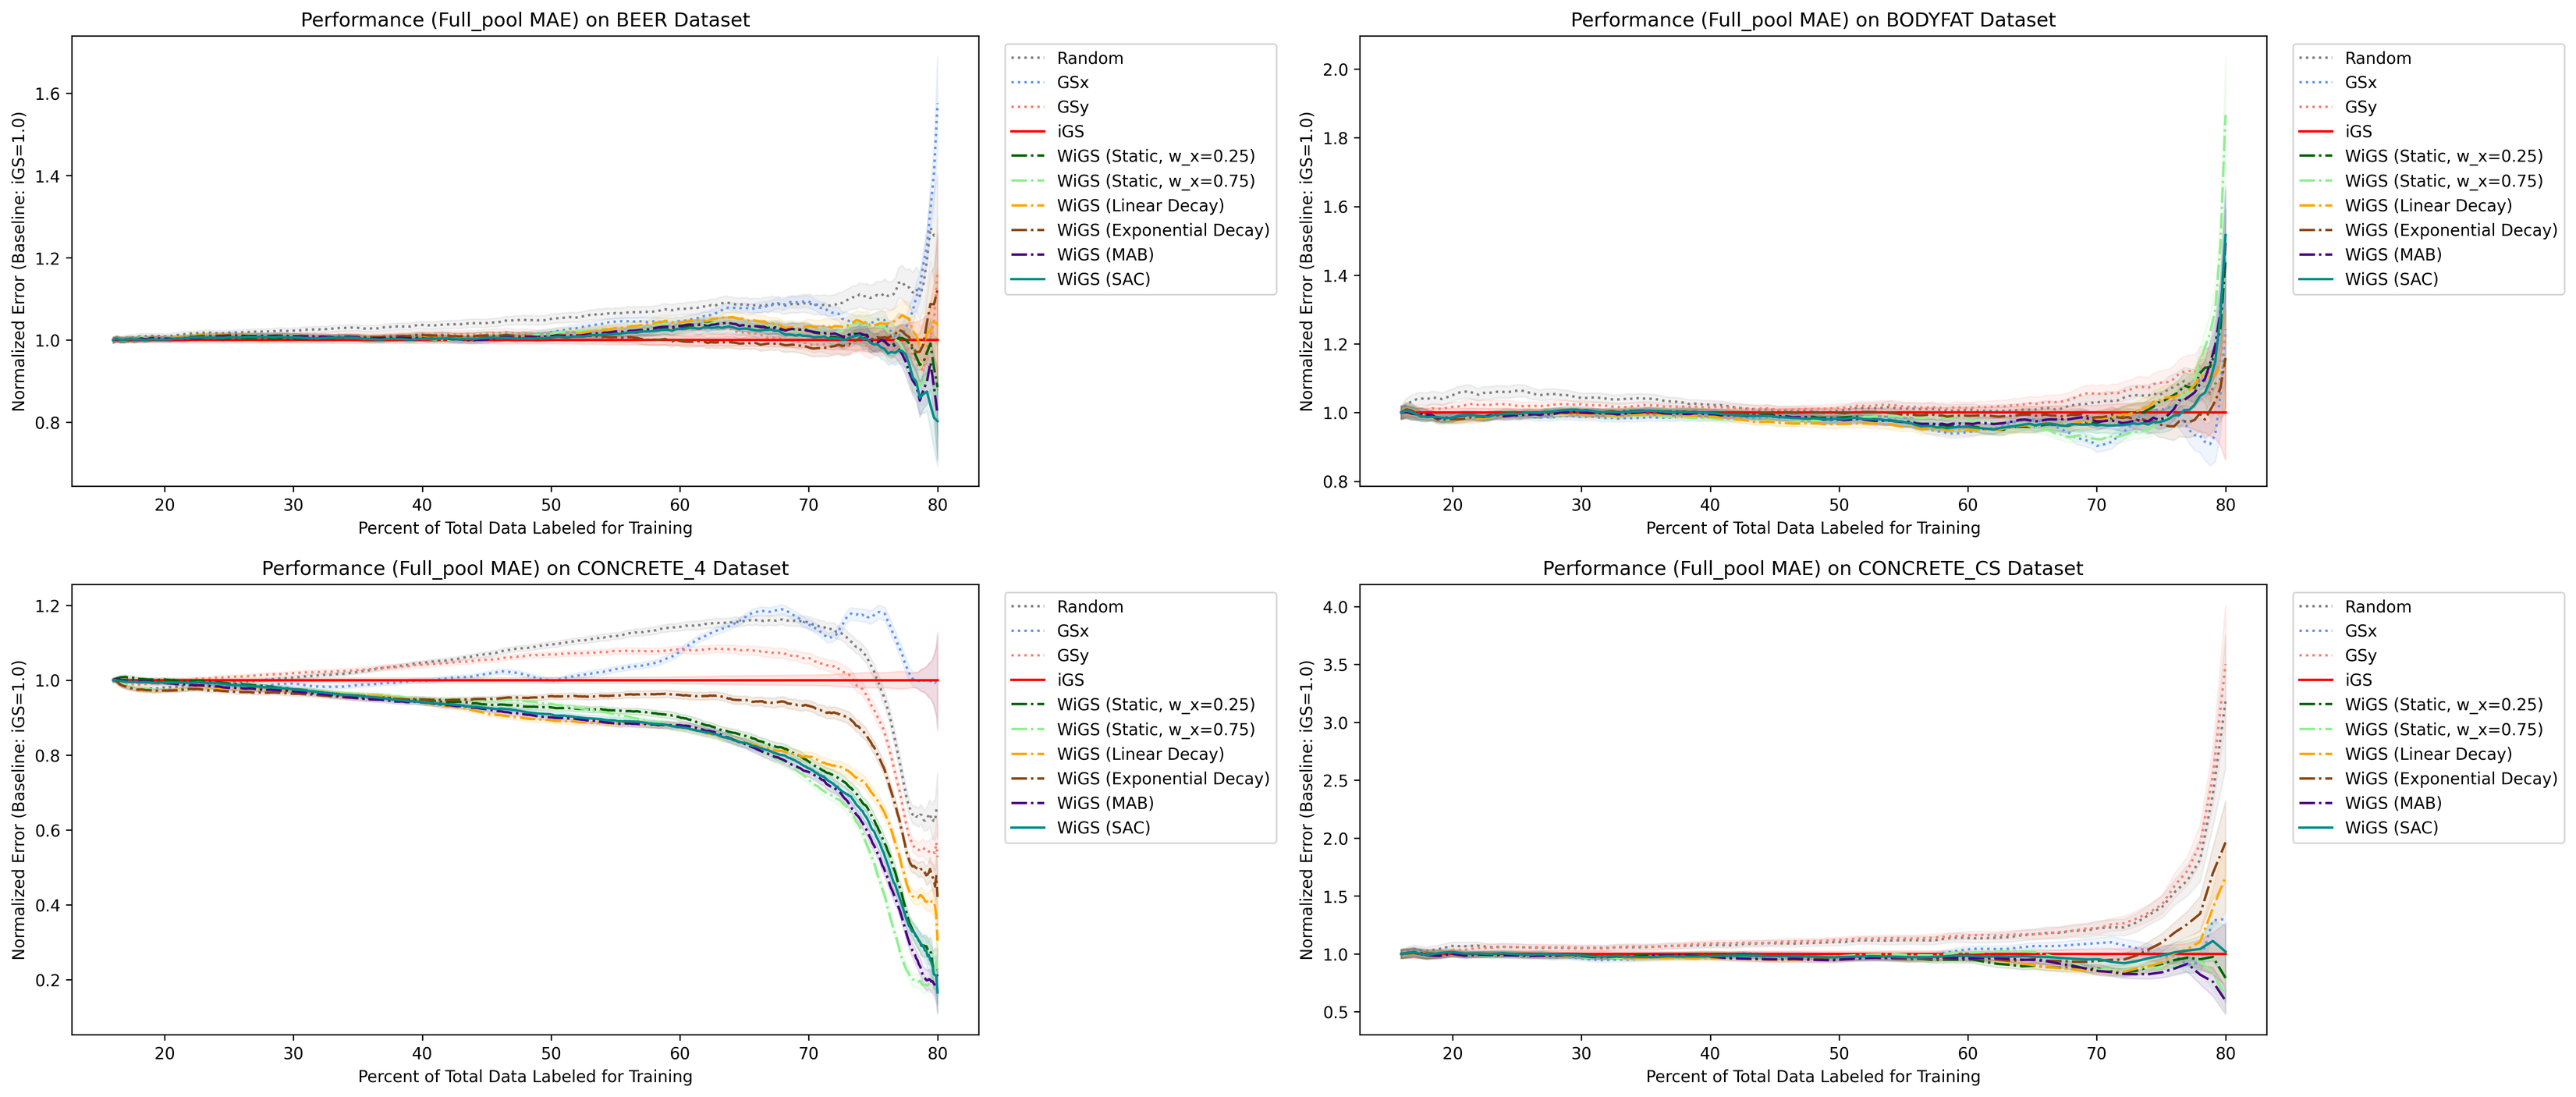 Performance (Full_pool MAE) on BEER Dataset
Normalized Error (Baseline: iGS=1.0)
1.6
1.4
1.2
1.0
0.8
20 30 40 50 60 70 80
Percent of Total Data Labeled for Training
Random
GSx
GSy
iGS
WiGS (Static, w_x=0.25)
WiGS (Static, w_x=0.75)
WiGS (Linear Decay)
WiGS (Exponential Decay)
WiGS (MAB)
WiGS (SAC)
Performance (Full_pool MAE) on BODYFAT Dataset
Normalized Error (Baseline: iGS=1.0)
2.0
1.8
1.6
1.4
1.2
1.0
0.8
20 30 40 50 60 70 80
Percent of Total Data Labeled for Training
Random
GSx
GSy
iGS
WiGS (Static, w_x=0.25)
WiGS (Static, w_x=0.75)
WiGS (Linear Decay)
WiGS (Exponential Decay)
WiGS (MAB)
WiGS (SAC)
Performance (Full_pool MAE) on CONCRETE_4 Dataset
Normalized Error (Baseline: iGS=1.0)
1.2
1.0
0.8
0.6
0.4
0.2
20 30 40 50 60 70 80
Percent of Total Data Labeled for Training
Random
GSx
GSy
iGS
WiGS (Static, w_x=0.25)
WiGS (Static, w_x=0.75)
WiGS (Linear Decay)
WiGS (Exponential Decay)
WiGS (MAB)
WiGS (SAC)
Performance (Full_pool MAE) on CONCRETE_CS Dataset
Normalized Error (Baseline: iGS=1.0)
4.0
3.5
3.0
2.5
2.0
1.5
1.0
0.5
20 30 40 50 60 70 80
Percent of Total Data Labeled for Training
Random
GSx
GSy
iGS
WiGS (Static, w_x=0.25)
WiGS (Static, w_x=0.75)
WiGS (Linear Decay)
WiGS (Exponential Decay)
WiGS (MAB)
WiGS (SAC)